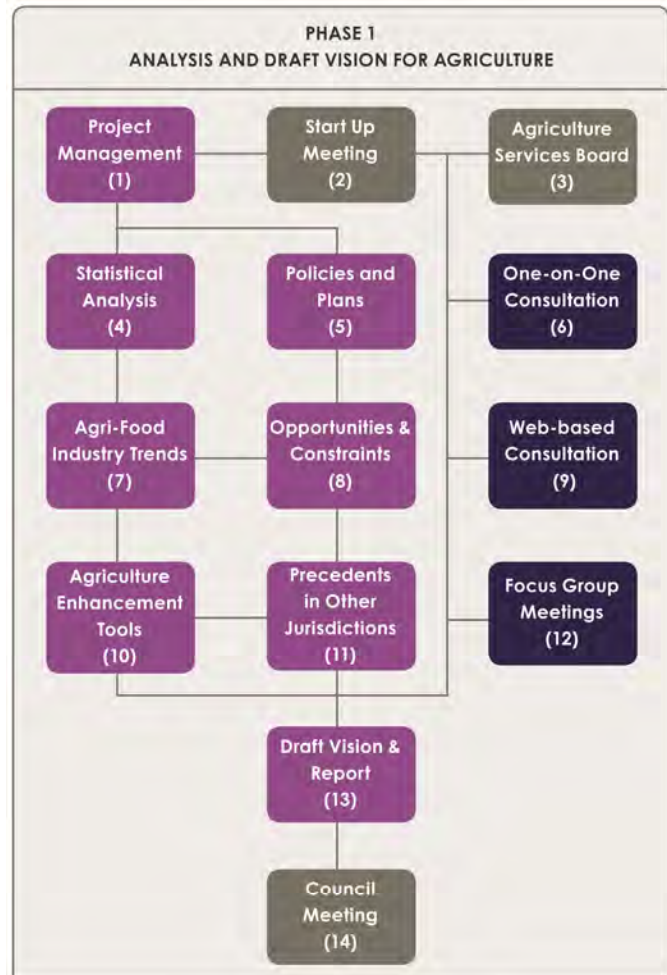 PHASE 1
ANALYSIS AND DRAFT VISION FOR AGRICULTURE
Project
Management
(1)
Start Up
Meeting
(2)
Agriculture
Services Board
(3)
Statistical
Analysis
(4)
Policies and
Plans
(5)
One-on-One
Consultation
(6)
Agri-Food
Industry Trends
(7)
Opportunities &
Constraints
(8)
Web-based
Consultation
(9)
Agriculture
Enhancement
Tools
(10)
Precedents
in Other
Jurisdictions
(11)
Focus Group
Meetings
(12)
Draft Vision &
Report
(13)
Council
Meeting
(14)